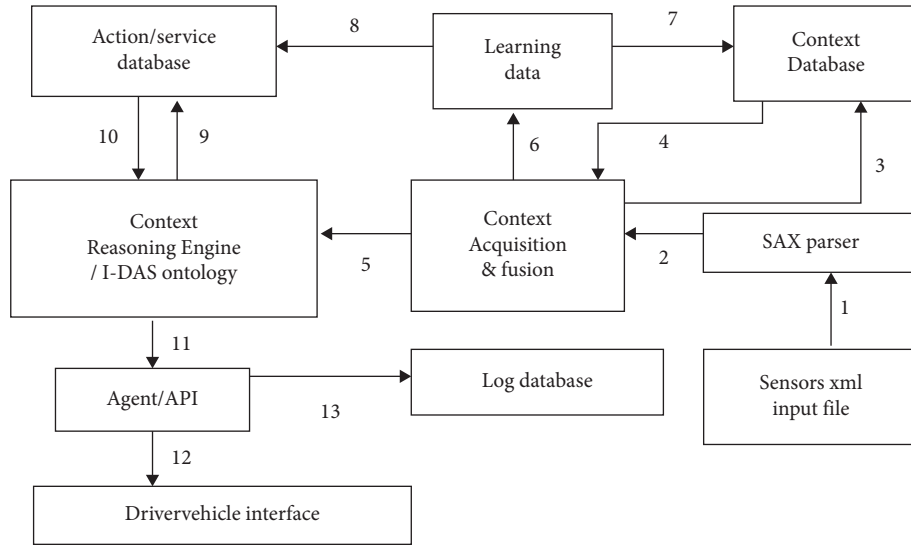 Action/service
database
8
Learning
data
7
Context
Database
10
9
6
4
3
Context
Reasoning Engine
/ I-DAS ontology
5
Context
Acquisition
& fusion
2
SAX parser
1
11
Agent/API
13
Log database
Sensors xml
input file
12
Drivervehicle interface